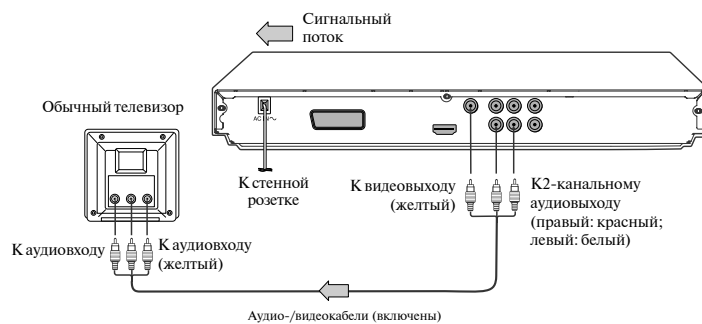 Сигнальный
поток
Обычный телевизор
AC IN ~
К стенной
розетке
К видеовыходу
(желтый)
К2-канальному
аудиовыходу
(правый: красный;
левый: белый)
К аудиовходу
К аудиовходу
(желтый)
Аудио-/видеокабели (включены)